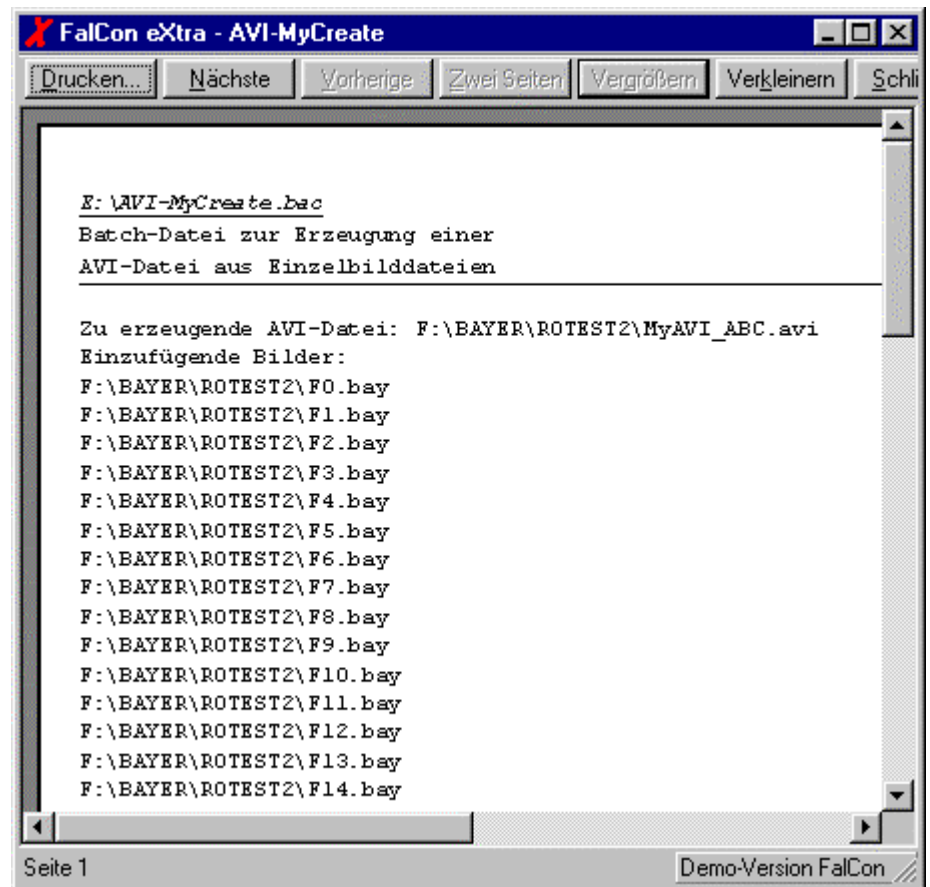 FalCon eXtra - AVI-MyCreate
Drucken... Nächste Vorherige Zwei Seiten Vergrößern Verkleinern Schli
E:\AVI-MyCreate.bac
Batch-Datei zur Erzeugung einer
AVI-Datei aus Einzelbilddateien
Zu erzeugende AVI-Datei: F:\BAYER\ROTEST2\MyAVI_ABC.avi
Einzufügende Bilder:
F:\BAYER\ROTEST2\F0.bay
F:\BAYER\ROTEST2\F1.bay
F:\BAYER\ROTEST2\F2.bay
F:\BAYER\ROTEST2\F3.bay
F:\BAYER\ROTEST2\F4.bay
F:\BAYER\ROTEST2\F5.bay
F:\BAYER\ROTEST2\F6.bay
F:\BAYER\ROTEST2\F7.bay
F:\BAYER\ROTEST2\F8.bay
F:\BAYER\ROTEST2\F9.bay
F:\BAYER\ROTEST2\F10.bay
F:\BAYER\ROTEST2\F11.bay
F:\BAYER\ROTEST2\F12.bay
F:\BAYER\ROTEST2\F13.bay
F:\BAYER\ROTEST2\F14.bay
Seite 1 Demo-Version FalCon